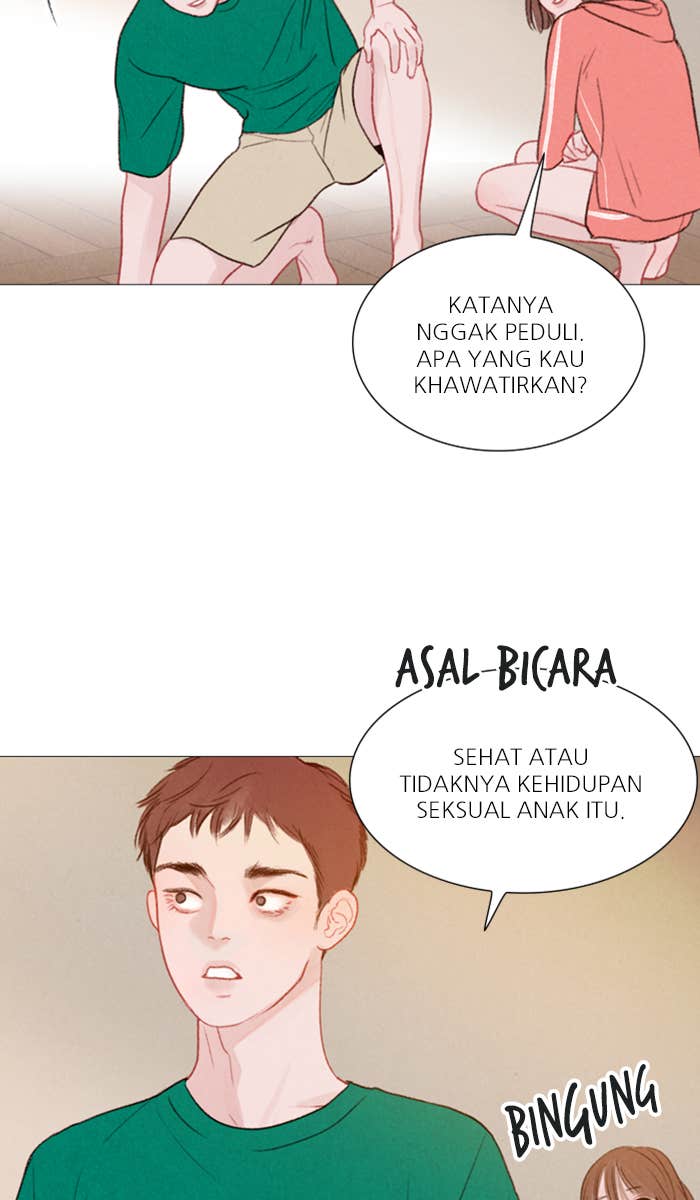 KATANYA
NGGAK PEDULI.
APA YANG KAU
KHAWATIRKAN?
ASAL BICARA
SEHAT ATAU
TIDAKNYA KEHIDUPAN
SEKSUAL ANAK ITU.
BINGUNG